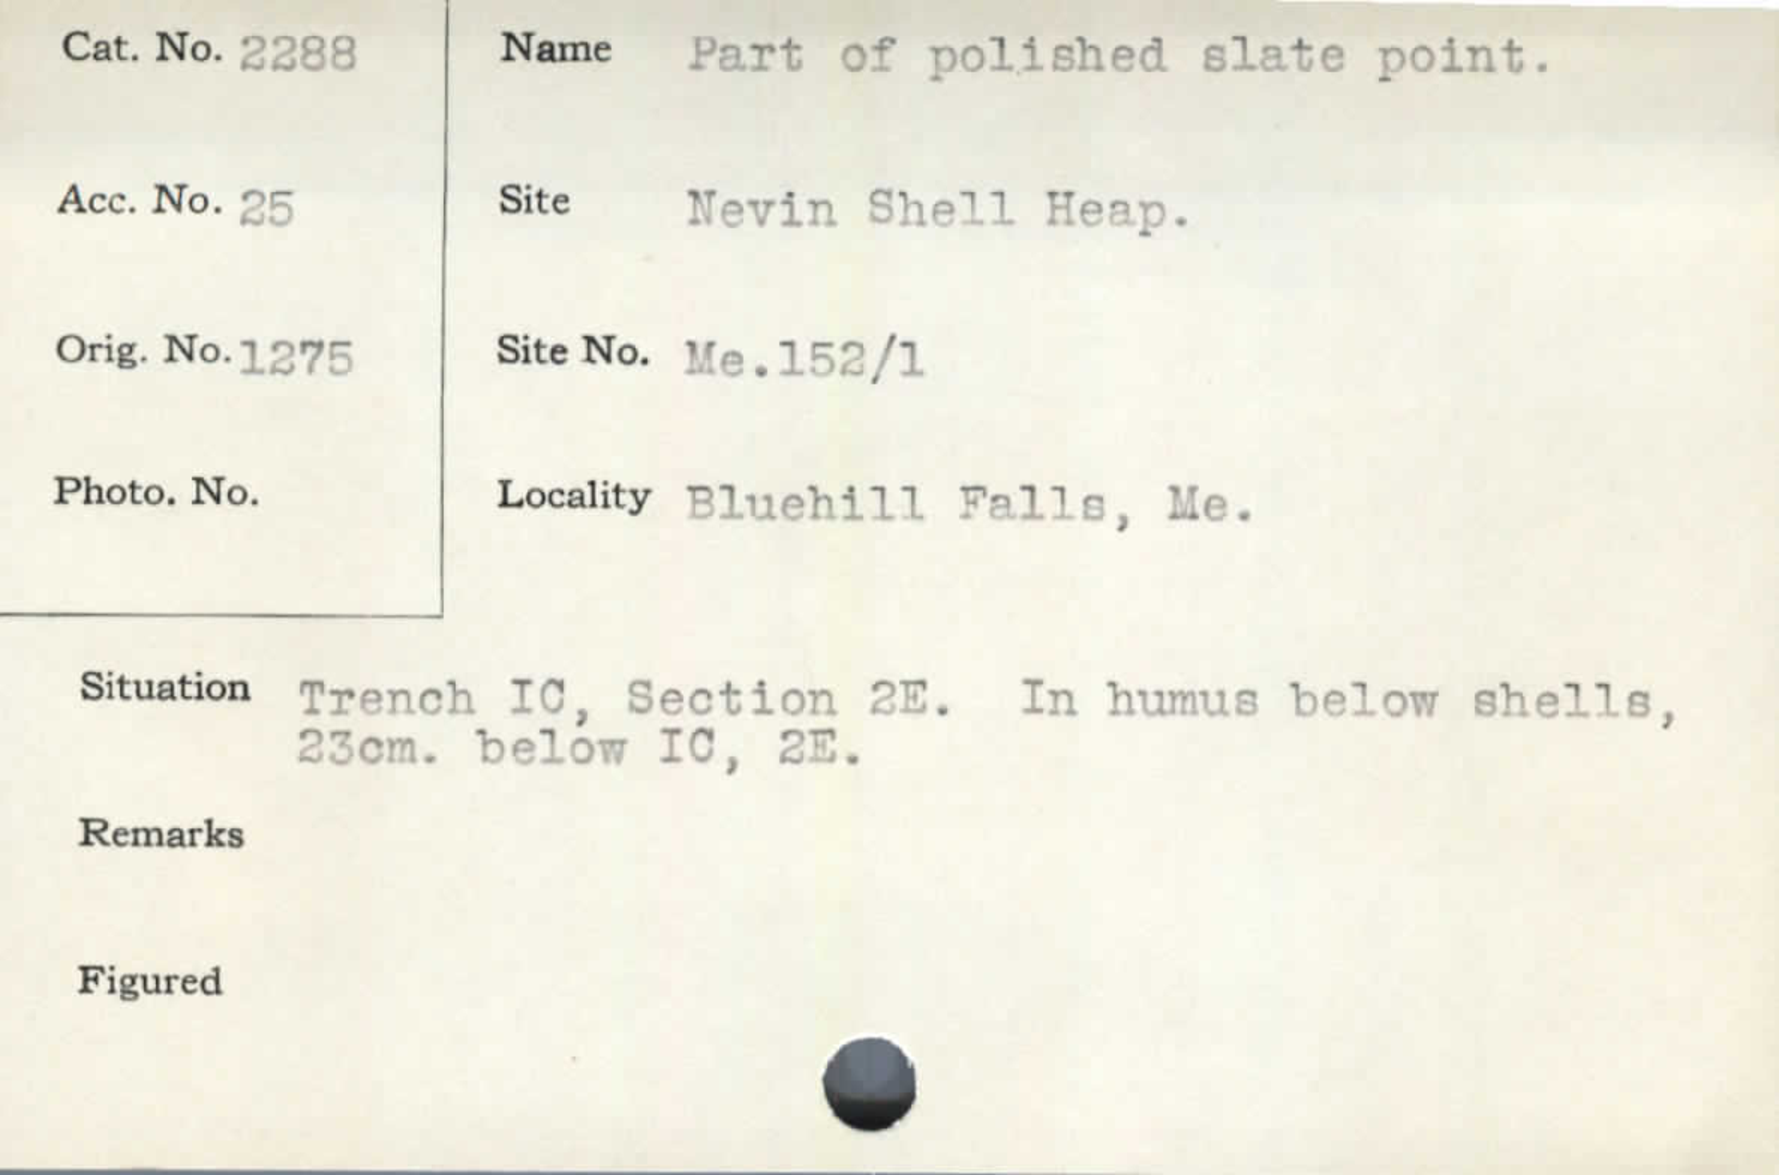 Cat. No. 2288
Name Part of polished slate point.
Acc. No. 25
Site Nevin Shell Heap.
Orig. No. 1275
Site No. Me.152/1
Photo. No.
Locality Bluehill Falls, Me.
Situation Trench IC, Section 2E. In humus below shells,
23cm. below IC, 2E.
Remarks
Figured